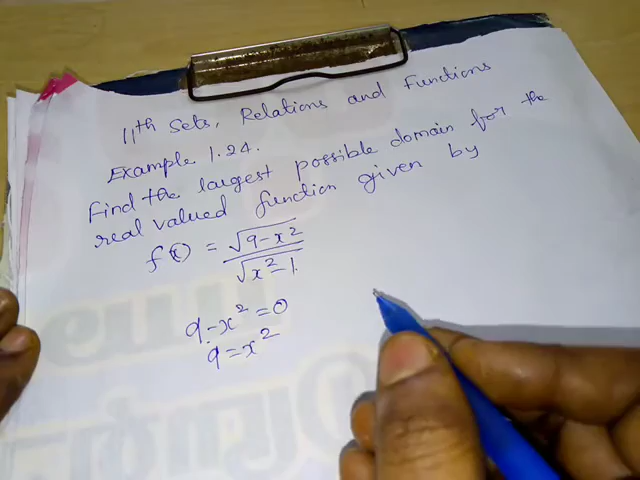 11th Sets, Relations and Functions
Example 1.24.
Find the largest possible domain for the
real valued function given by
f(x) = √(9-x²) / √(x²-1)
9-x² = 0
9 = x²